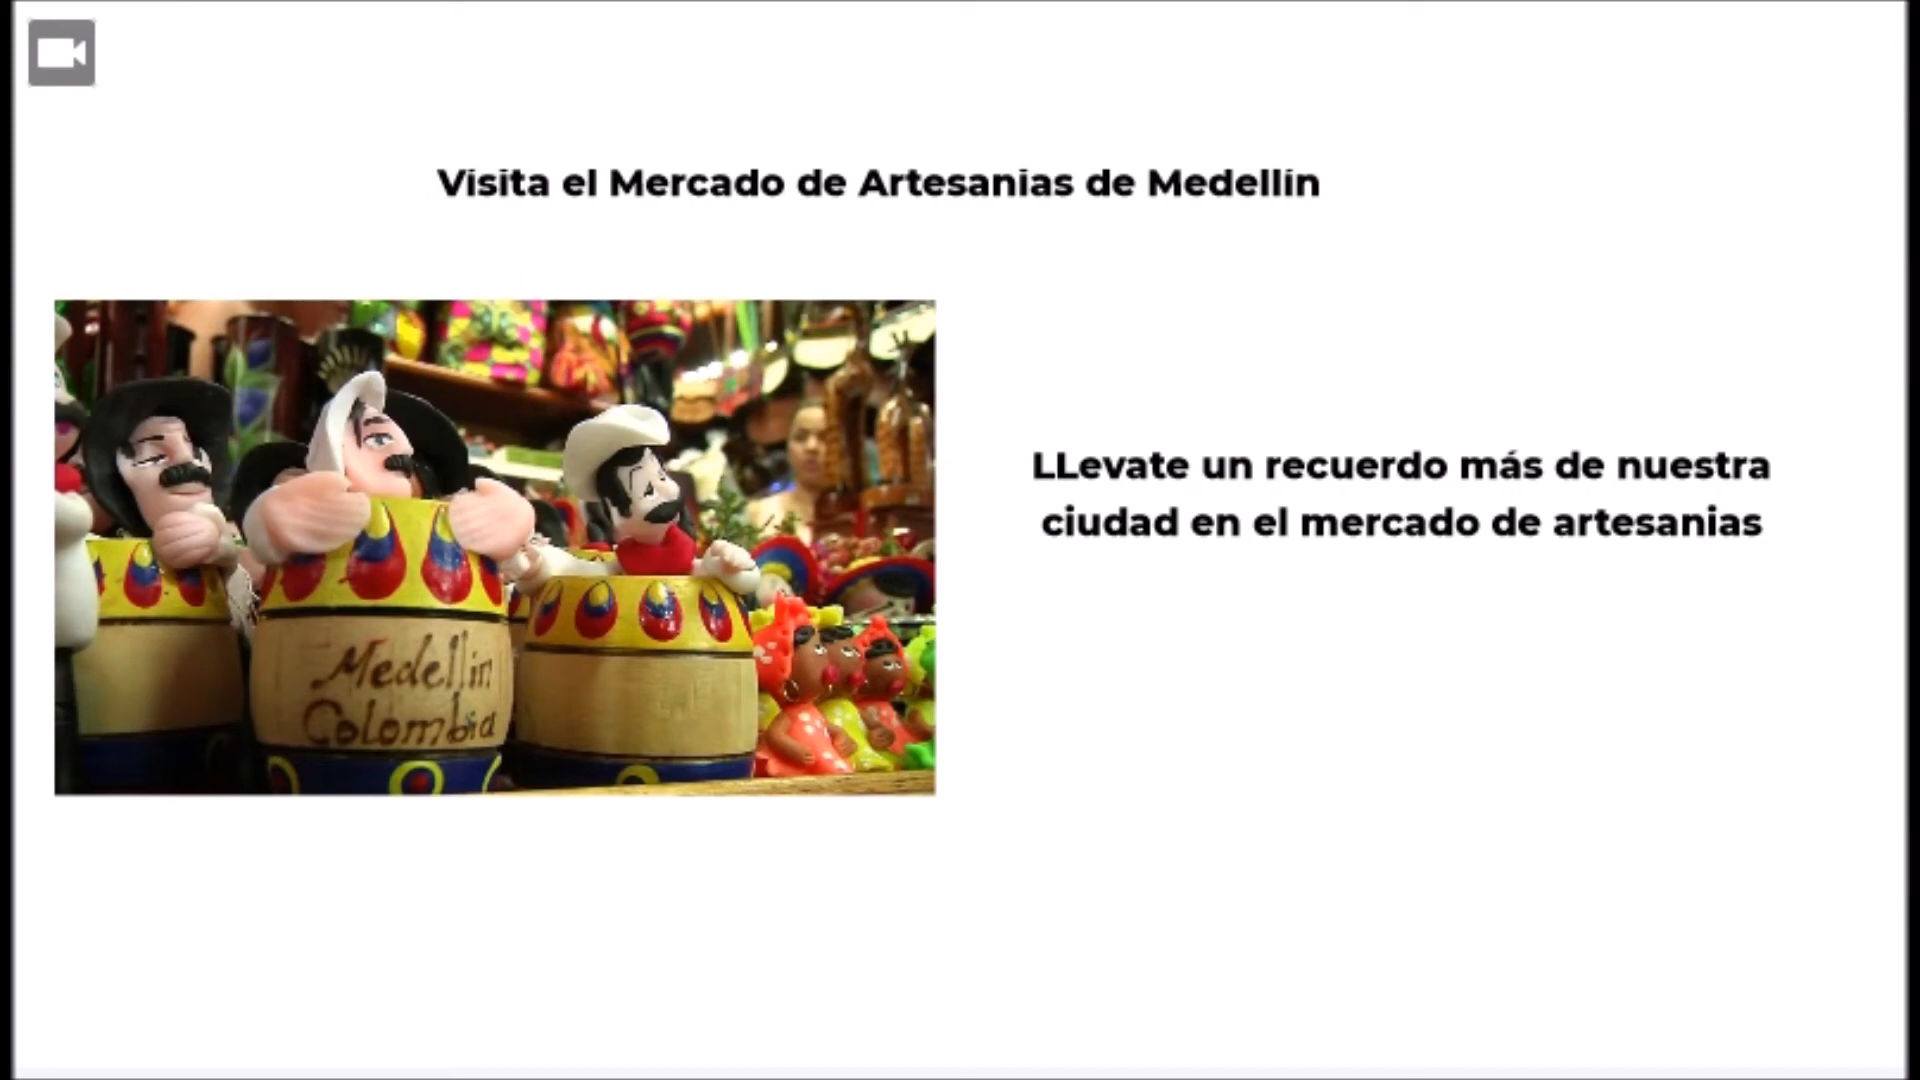 Visita el Mercado de Artesanias de Medellin
LLevate un recuerdo más de nuestra
ciudad en el mercado de artesanias
Medellin
Colombia